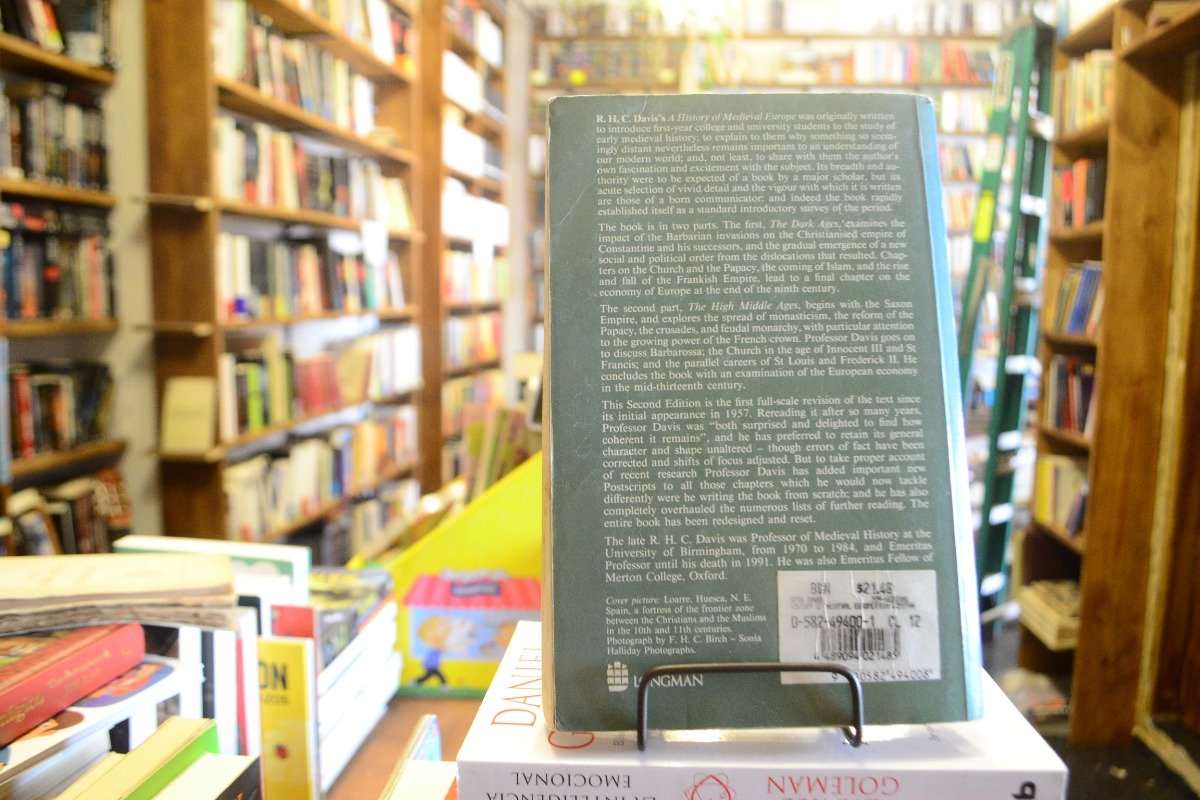 R. H. C. Davis's A History of Medieval Europe was originally written
to introduce first-year college and university students to the study of
early medieval history; to explain to them why something so seem-
ingly distant nevertheless remains important to an understanding of
our modern world; and, not least, to share with them the author's
own fascination and excitement with the subject. Its breadth and au-
thority were to be expected of a book by a major scholar, but its
acute selection of vivid detail and the vigour with which it is written
are those of a born communicator: and indeed the book rapidly
established itself as a standard introductory survey of the period.
The book is in two parts. The first, The Dark Ages, examines the
impact of the Barbarian invasions on the Christianised empire of
Constantine and his successors, and the gradual emergence of a new
social and political order from the dislocations that resulted. Chap-
ters on the Church and the Papacy, the coming of Islam, and the rise
and fall of the Frankish Empire, lead to a final chapter on the
economy of Europe at the end of the ninth century.
The second part, The High Middle Ages, begins with the Saxon
Empire, and explores the spread of monasticism, the reform of the
Papacy, the crusades, and feudal monarchy, with particular attention
to the growing power of the French crown. Professor Davis goes on
to discuss Barbarossa; the Church in the age of Innocent III and St
Francis; and the parallel careers of St Louis and Frederick II. He
concludes the book with an examination of the European economy
in the mid-thirteenth century.
This Second Edition is the first full-scale revision of the text since
its initial appearance in 1957. Rereading it after so many years,
Professor Davis was "both surprised and delighted to find how
coherent it remains", and he has preferred to retain its general
character and shape unaltered – though errors of fact have been
corrected and shifts of focus adjusted. But to take proper account
of recent research Professor Davis has added important new
Postscripts to all those chapters which he would now tackle
differently were he writing the book from scratch; and he has also
completely overhauled the numerous lists of further reading. The
entire book has been redesigned and reset.
The late R. H. C. Davis was Professor of Medieval History at the
University of Birmingham, from 1970 to 1984, and Emeritus
Professor until his death in 1991. He was also Emeritus Fellow of
Merton College, Oxford.
Cover picture: Loarre, Huesca, N. E.
Spain, a fortress of the frontier zone
between the Christians and the Muslims
in the 10th and 11th centuries.
Photograph by F. H. C. Birch – Sonia
Halliday Photographs.
$21.48
0-582-49400-1 CL 12
LONGMAN
DANIEL
LA INTELIGENCIA
EMOCIONAL
GOLEMAN
ON